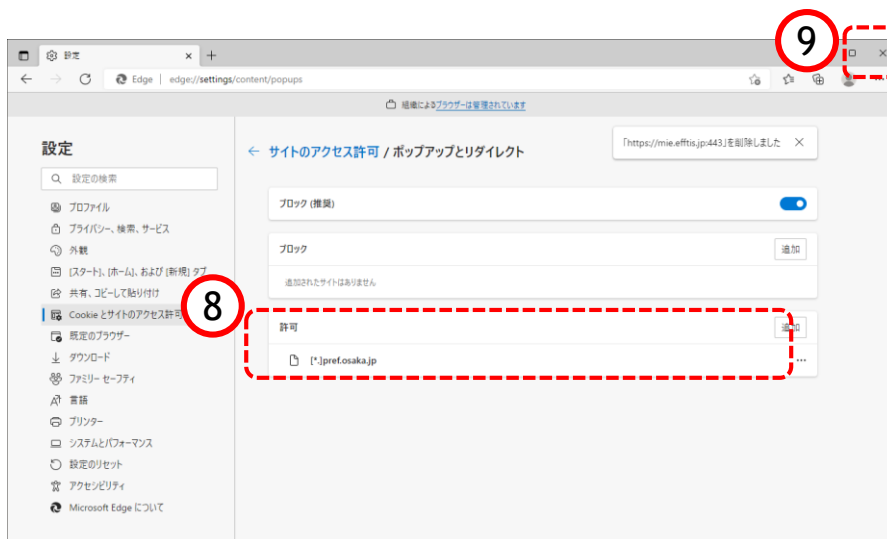 9
設定
Edge | edge://settings/content/popups
組織によるブラウザーは管理されています
設定
設定の検索
プロファイル
プライバシー、検索、サービス
外観
[スタート]、[ホーム]、および [新規] タブ
共有、コピーして貼り付け
Cookie とサイトのアクセス許可
既定のブラウザー
ダウンロード
ファミリー セーフティ
言語
プリンター
システムとパフォーマンス
設定のリセット
アクセシビリティ
Microsoft Edge について
サイトのアクセス許可 / ポップアップとリダイレクト
「https://mie.efftis.jp:443」を削除しました
ブロック (推奨)
ブロック
追加
追加されたサイトはありません
8
許可
追加
[*.]pref.osaka.jp